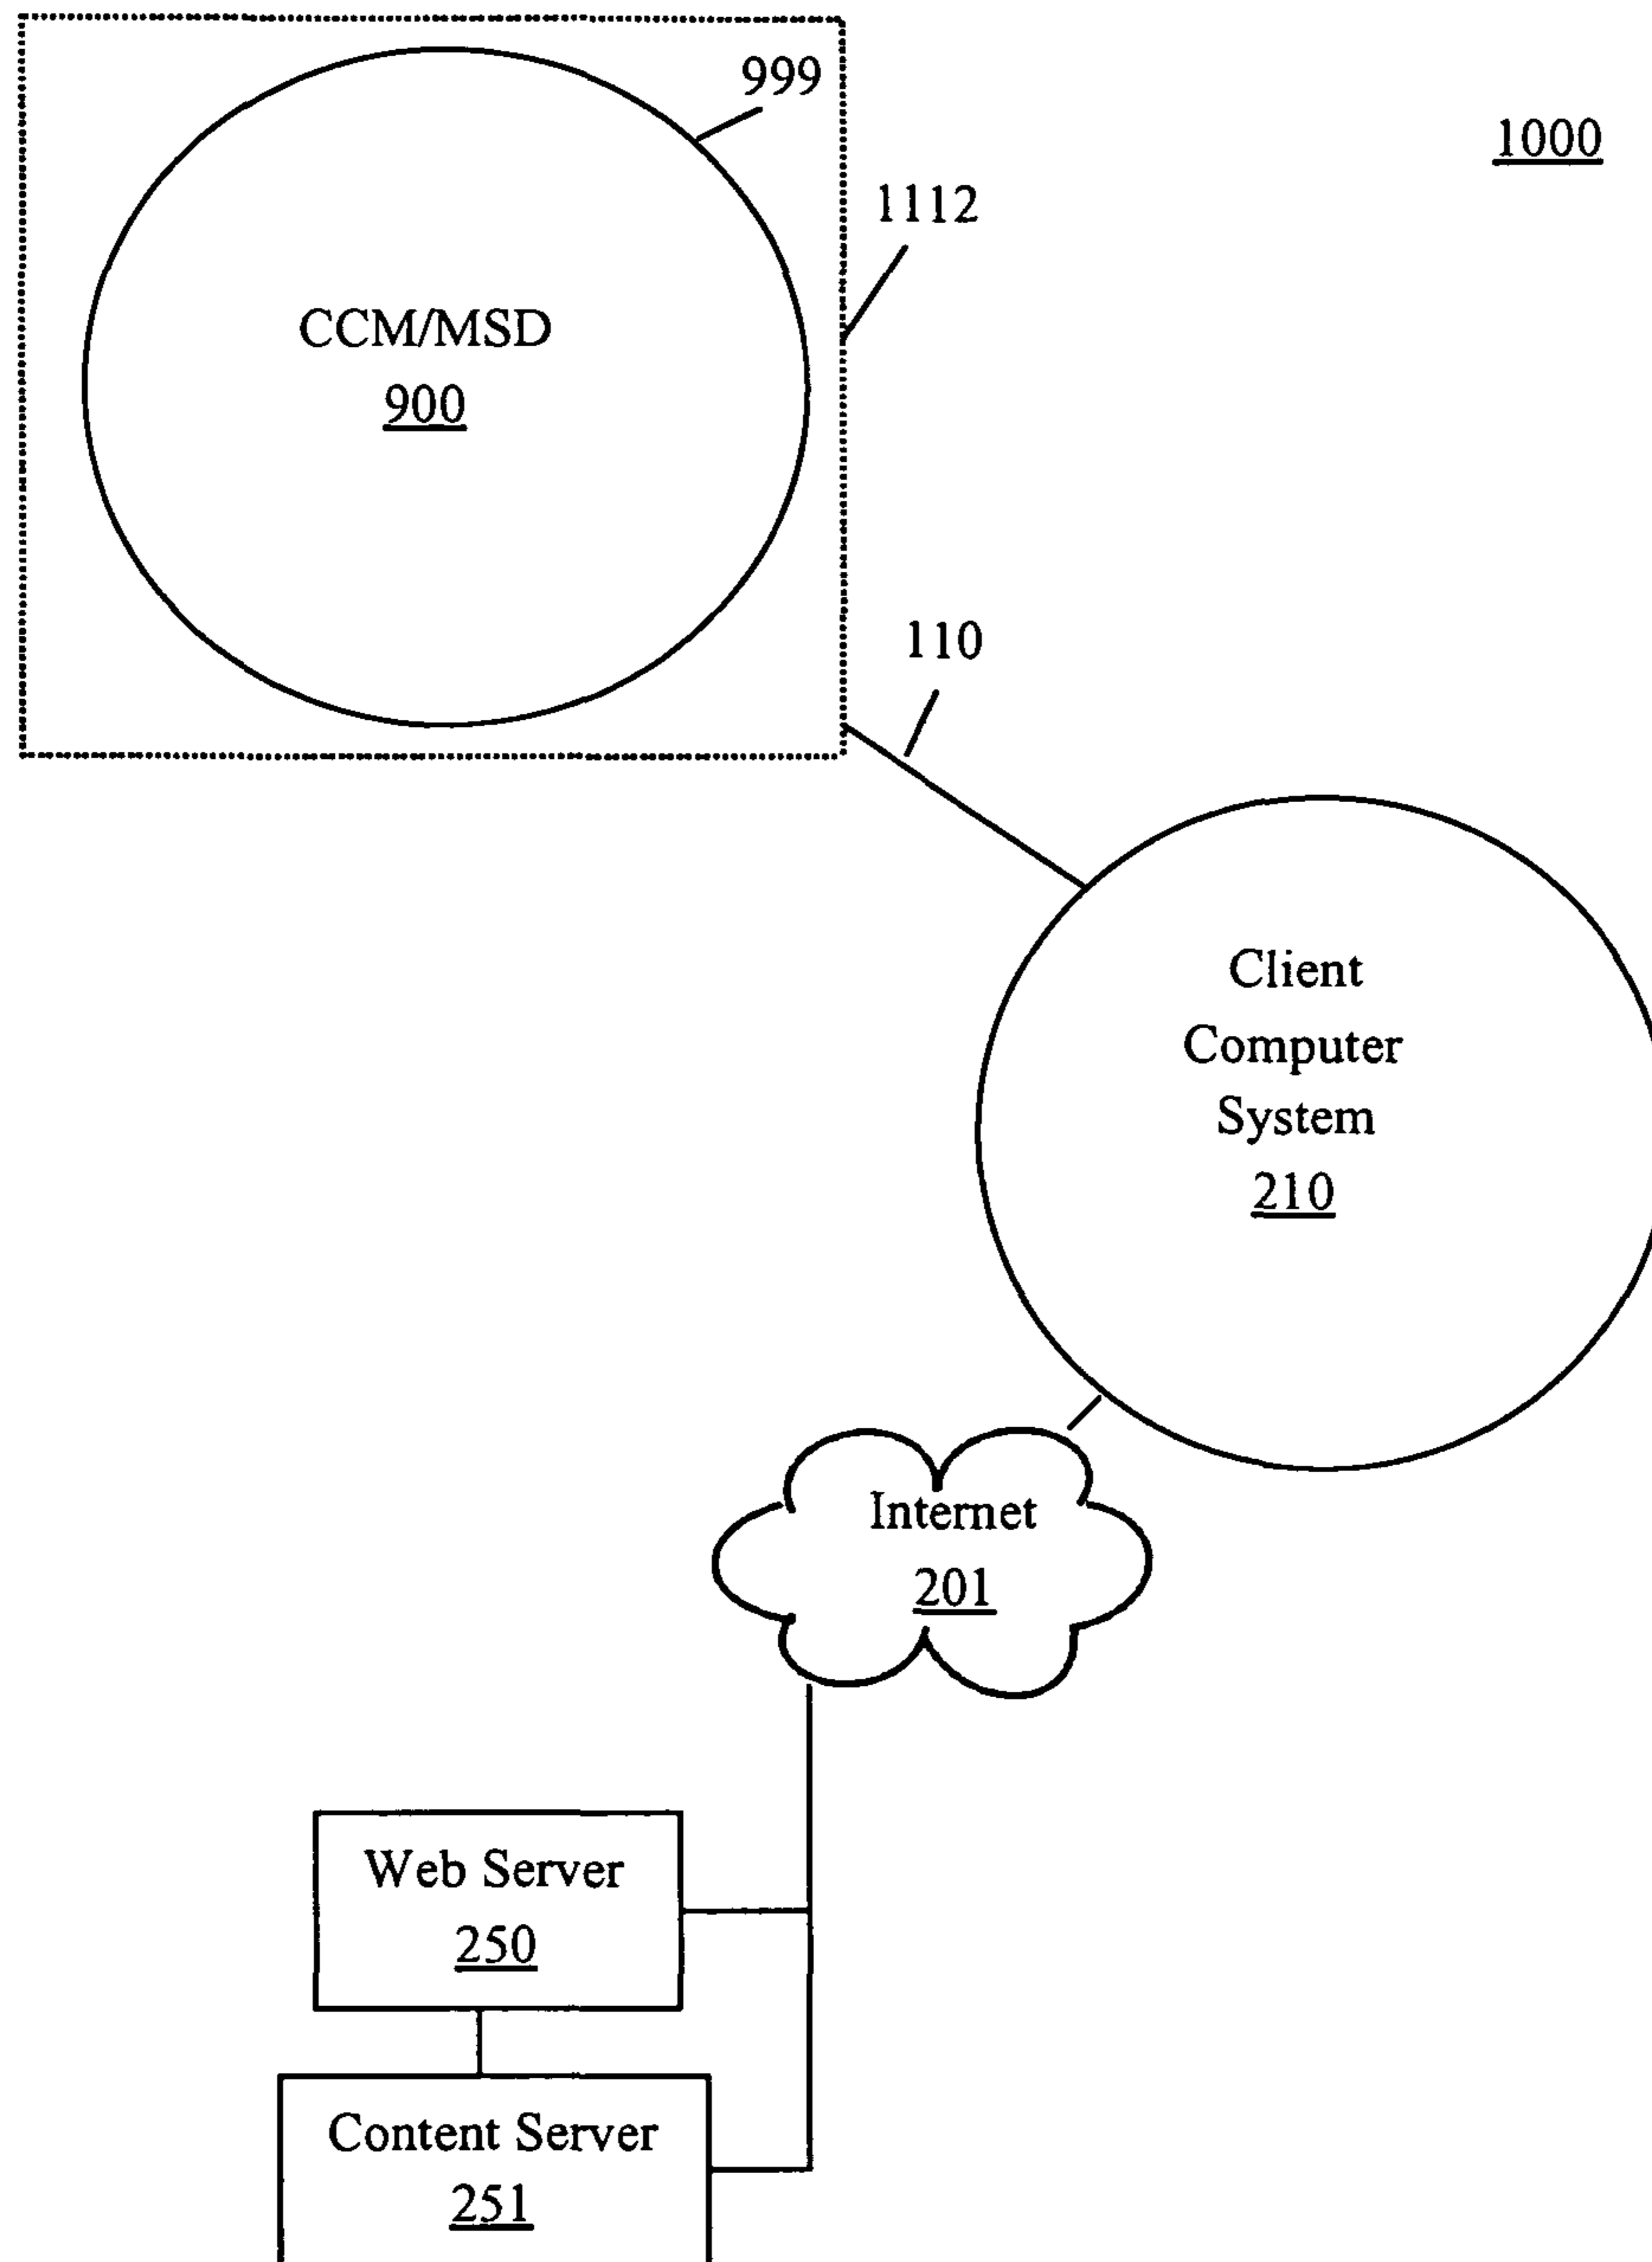 999
1000
1112
CCM/MSD
900
110
Client
Computer
System
210
Internet
201
Web Server
250
Content Server
251